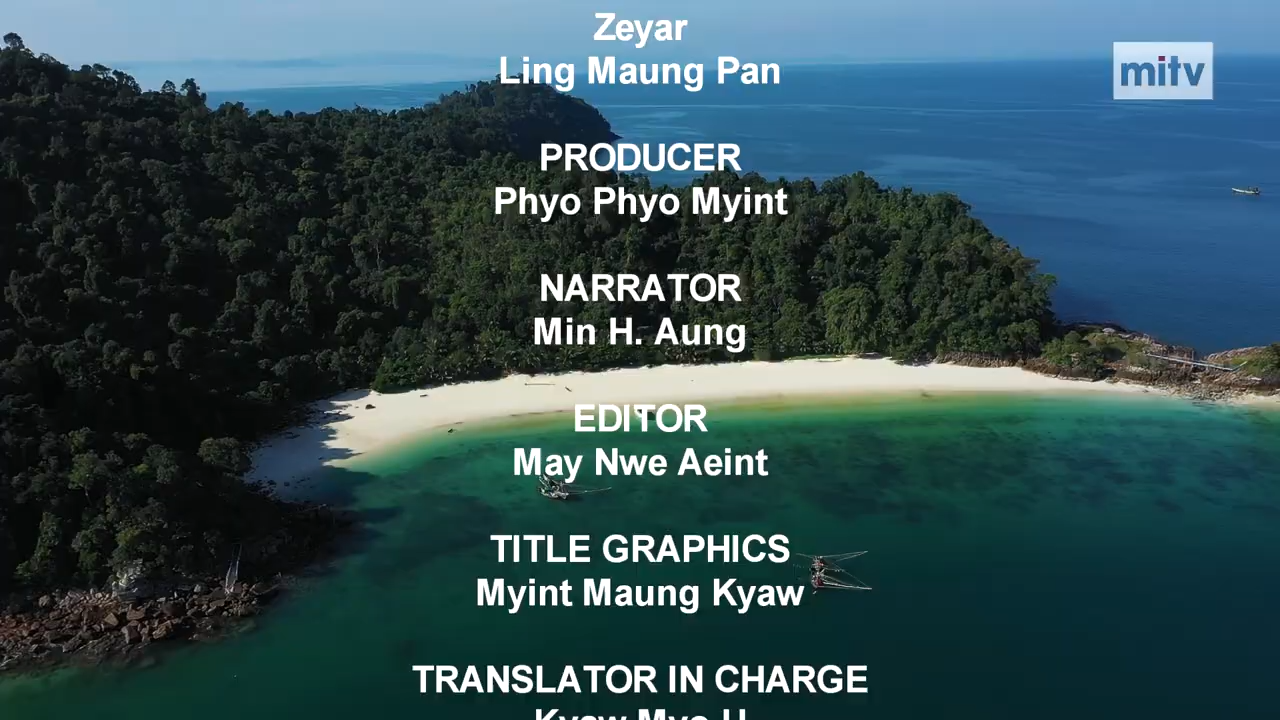 Zeyar
Ling Maung Pan
mitv
PRODUCER
Phyo Phyo Myint
NARRATOR
Min H. Aung
EDITOR
May Nwe Aeint
TITLE GRAPHICS
Myint Maung Kyaw
TRANSLATOR IN CHARGE